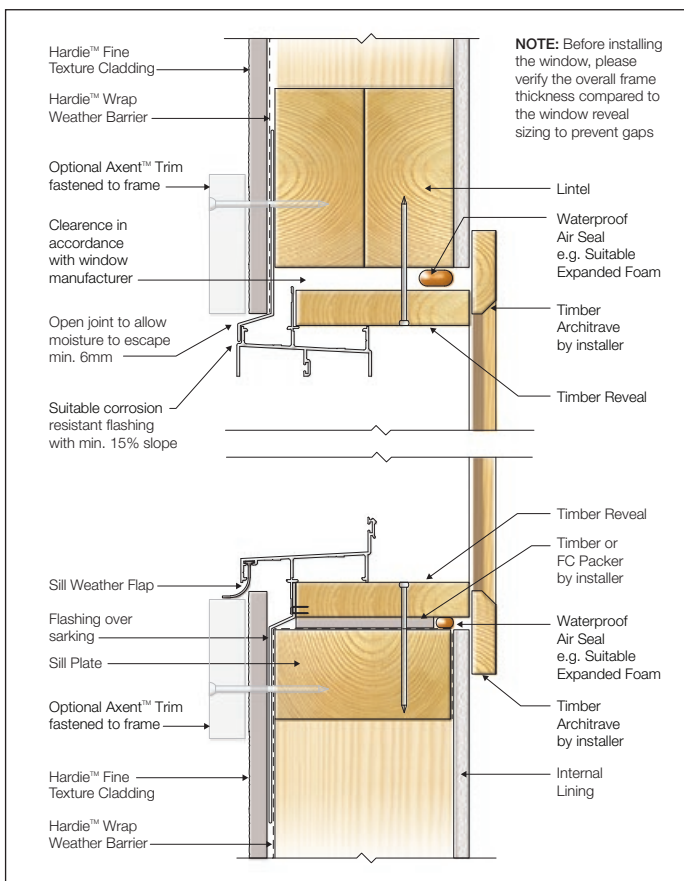 Hardie™ Fine
Texture Cladding
Hardie™ Wrap
Weather Barrier
Optional Axent™ Trim
fastened to frame
Clearence in
accordance
with window
manufacturer
Open joint to allow
moisture to escape
min. 6mm
Suitable corrosion
resistant flashing
with min. 15% slope
NOTE: Before installing
the window, please
verify the overall frame
thickness compared to
the window reveal
sizing to prevent gaps
Lintel
Waterproof
Air Seal
e.g. Suitable
Expanded Foam
Timber
Architrave
by installer
Timber Reveal
Sill Weather Flap
Flashing over
sarking
Sill Plate
Optional Axent™ Trim
fastened to frame
Hardie™ Fine
Texture Cladding
Hardie™ Wrap
Weather Barrier
Timber Reveal
Timber or
FC Packer
by installer
Waterproof
Air Seal
e.g. Suitable
Expanded Foam
Timber
Architrave
by installer
Internal
Lining